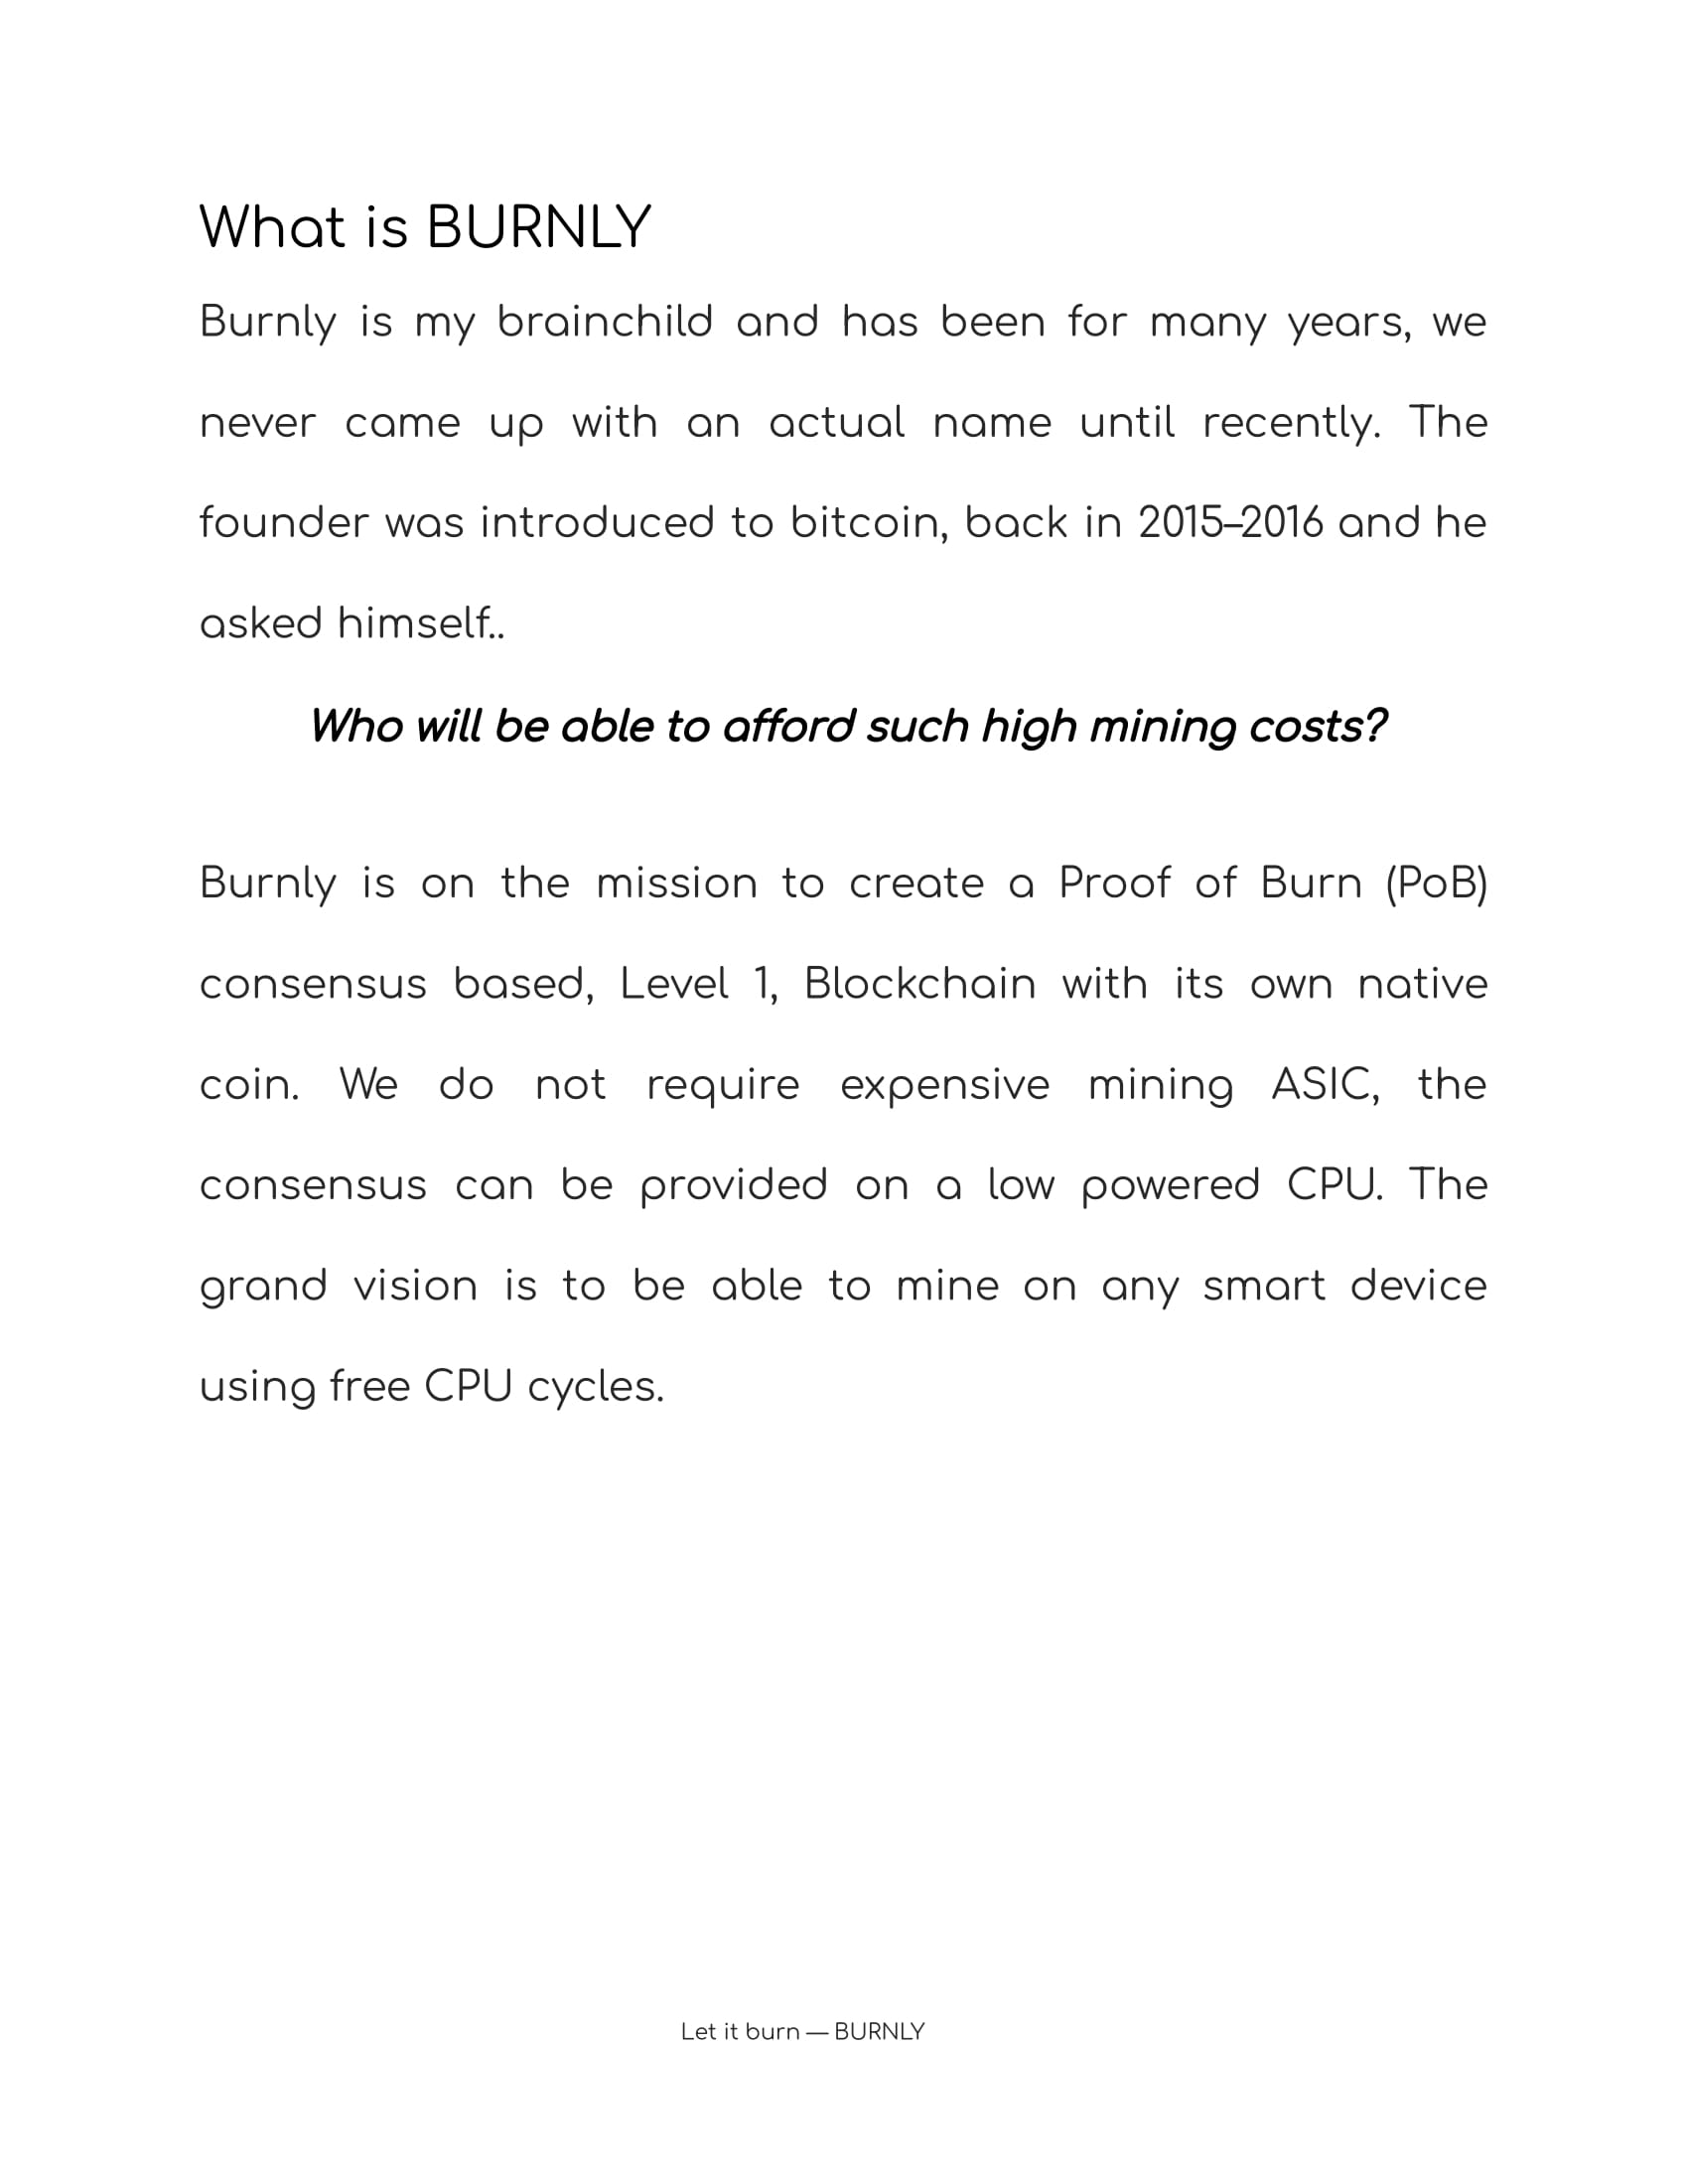 What is BURNLY
Burnly is my brainchild and has been for many years, we
never came up with an actual name until recently. The
founder was introduced to bitcoin, back in 2015–2016 and he
asked himself..
Who will be able to afford such high mining costs?
Burnly is on the mission to create a Proof of Burn (PoB)
consensus based, Level 1, Blockchain with its own native
coin. We do not require expensive mining ASIC, the
consensus can be provided on a low powered CPU. The
grand vision is to be able to mine on any smart device
using free CPU cycles.
Let it burn — BURNLY